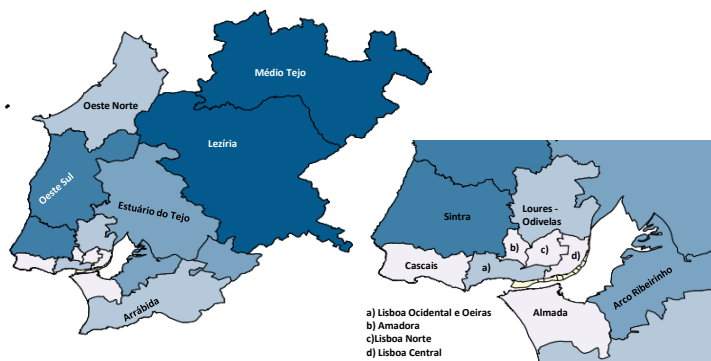 Médio Tejo
Oeste Norte
Lezíria
Oeste Sul
Estuário do Tejo
Arrábida
Sintra
Loures -
Odivelas
b)
c)
d)
Cascais
a)
Arco Ribeirinho
Almada
a) Lisboa Ocidental e Oeiras
b) Amadora
c)Lisboa Norte
d) Lisboa Central